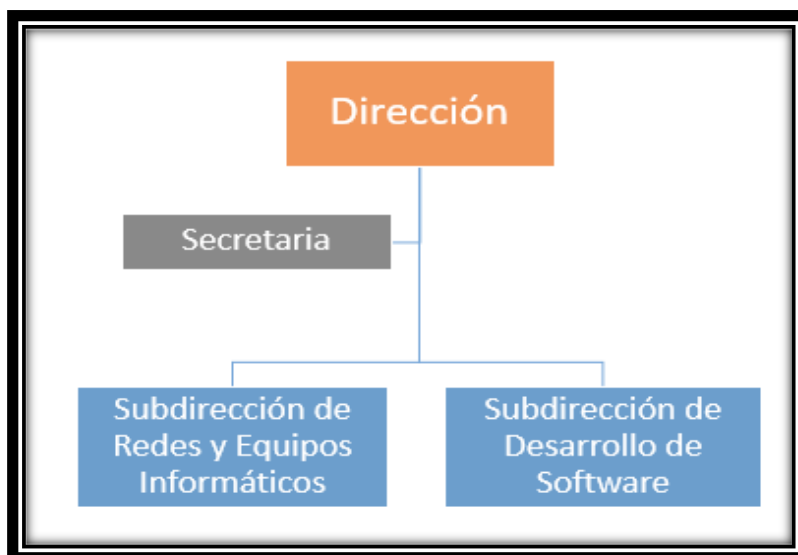 Dirección
Secretaria
Subdirección de
Redes y Equipos
Informáticos
Subdirección de
Desarrollo de
Software